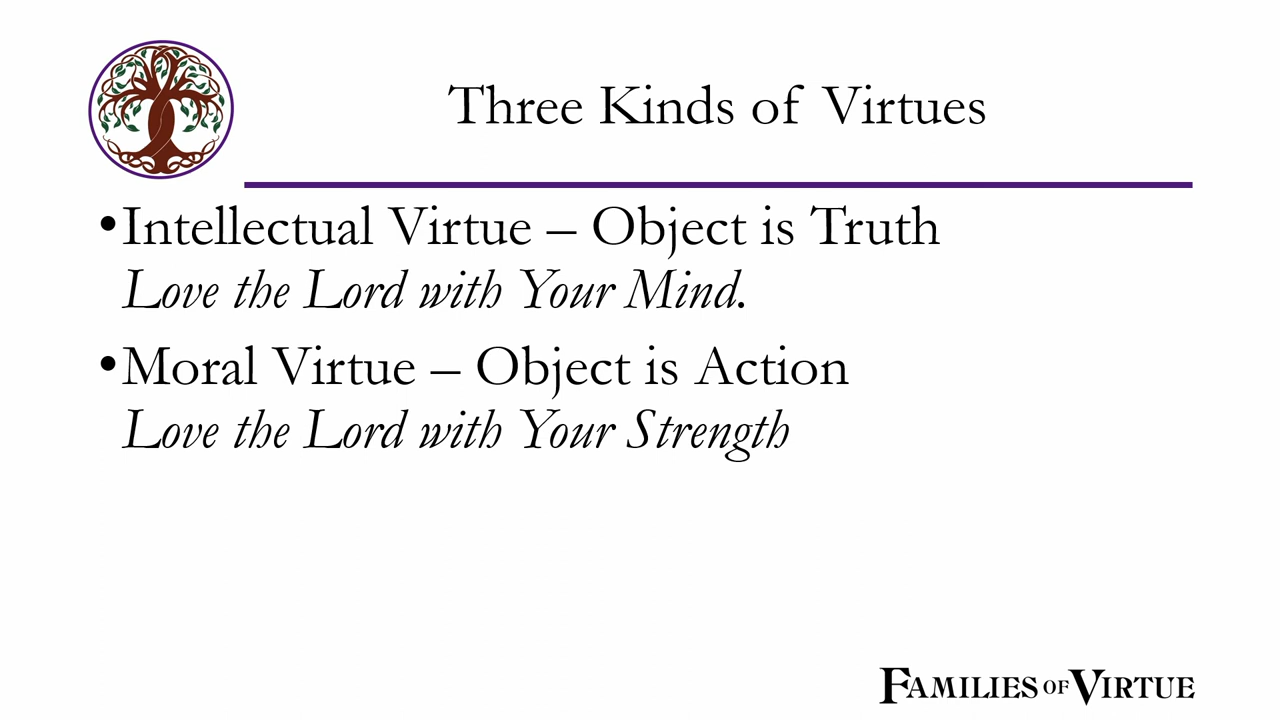 Three Kinds of Virtues
•Intellectual Virtue – Object is Truth
Love the Lord with Your Mind.
•Moral Virtue – Object is Action
Love the Lord with Your Strength
FAMILIES OF VIRTUE